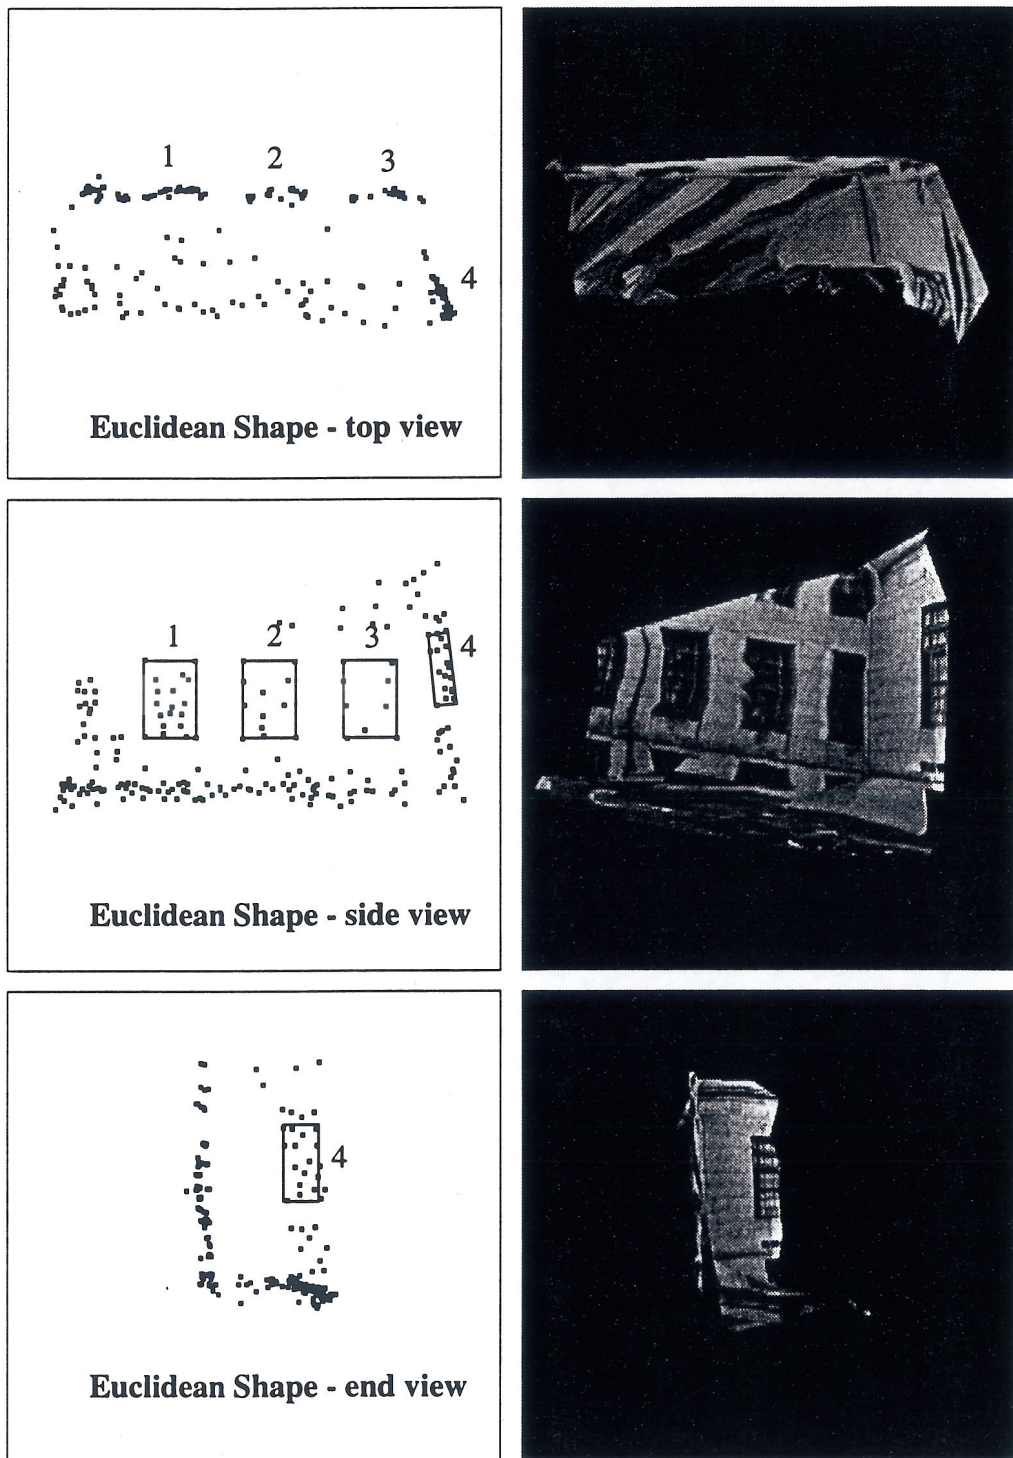 1 2 3
4
Euclidean Shape - top view
1 2 3 4
Euclidean Shape - side view
4
Euclidean Shape - end view